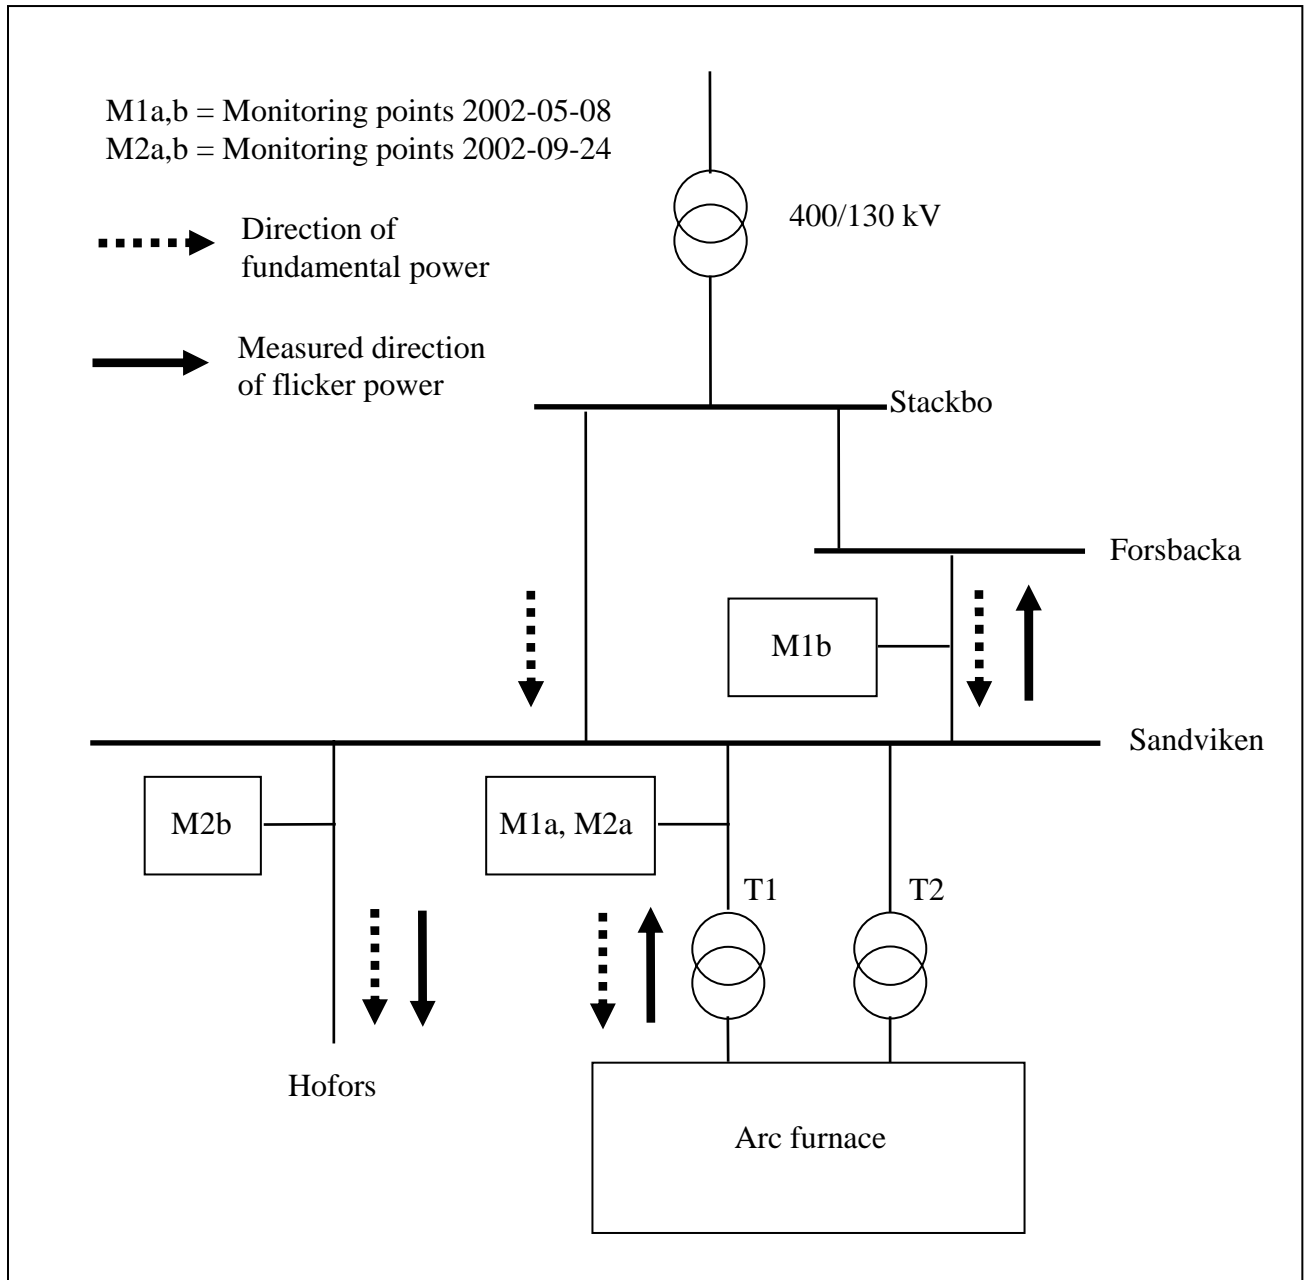 M1a,b = Monitoring points 2002-05-08
M2a,b = Monitoring points 2002-09-24
400/130 kV
Direction of
fundamental power
Measured direction
of flicker power
Stackbo
Forsbacka
M1b
Sandviken
M2b
M1a, M2a
T1
T2
Hofors
Arc furnace